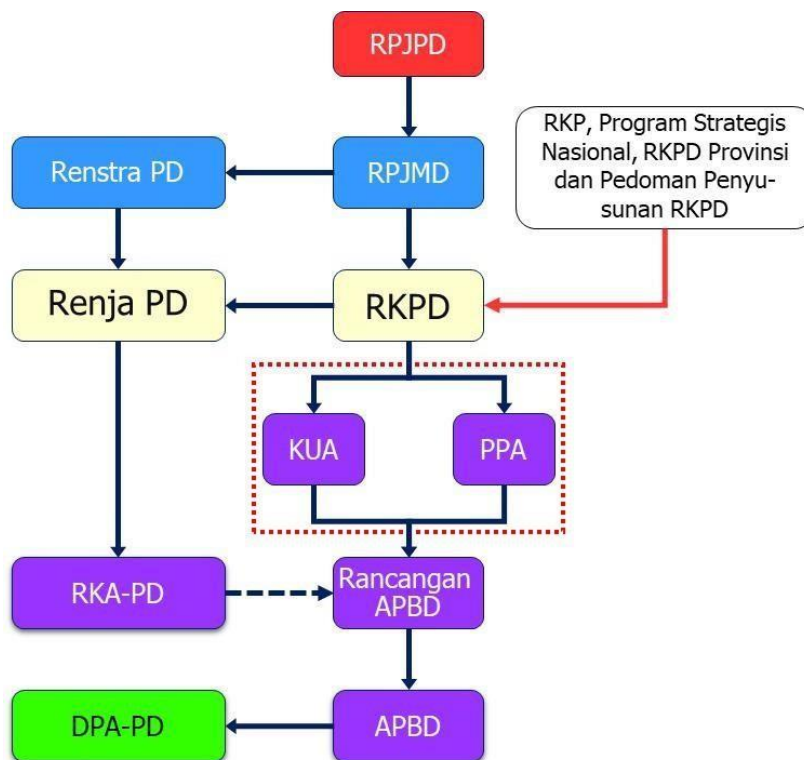 RPJPD
RKP, Program Strategis
Nasional, RKPD Provinsi
dan Pedoman Penyu-
sunan RKPD
Renstra PD
RPJMD
Renja PD
RKPD
KUA
PPA
RKA-PD
Rancangan
APBD
DPA-PD
APBD